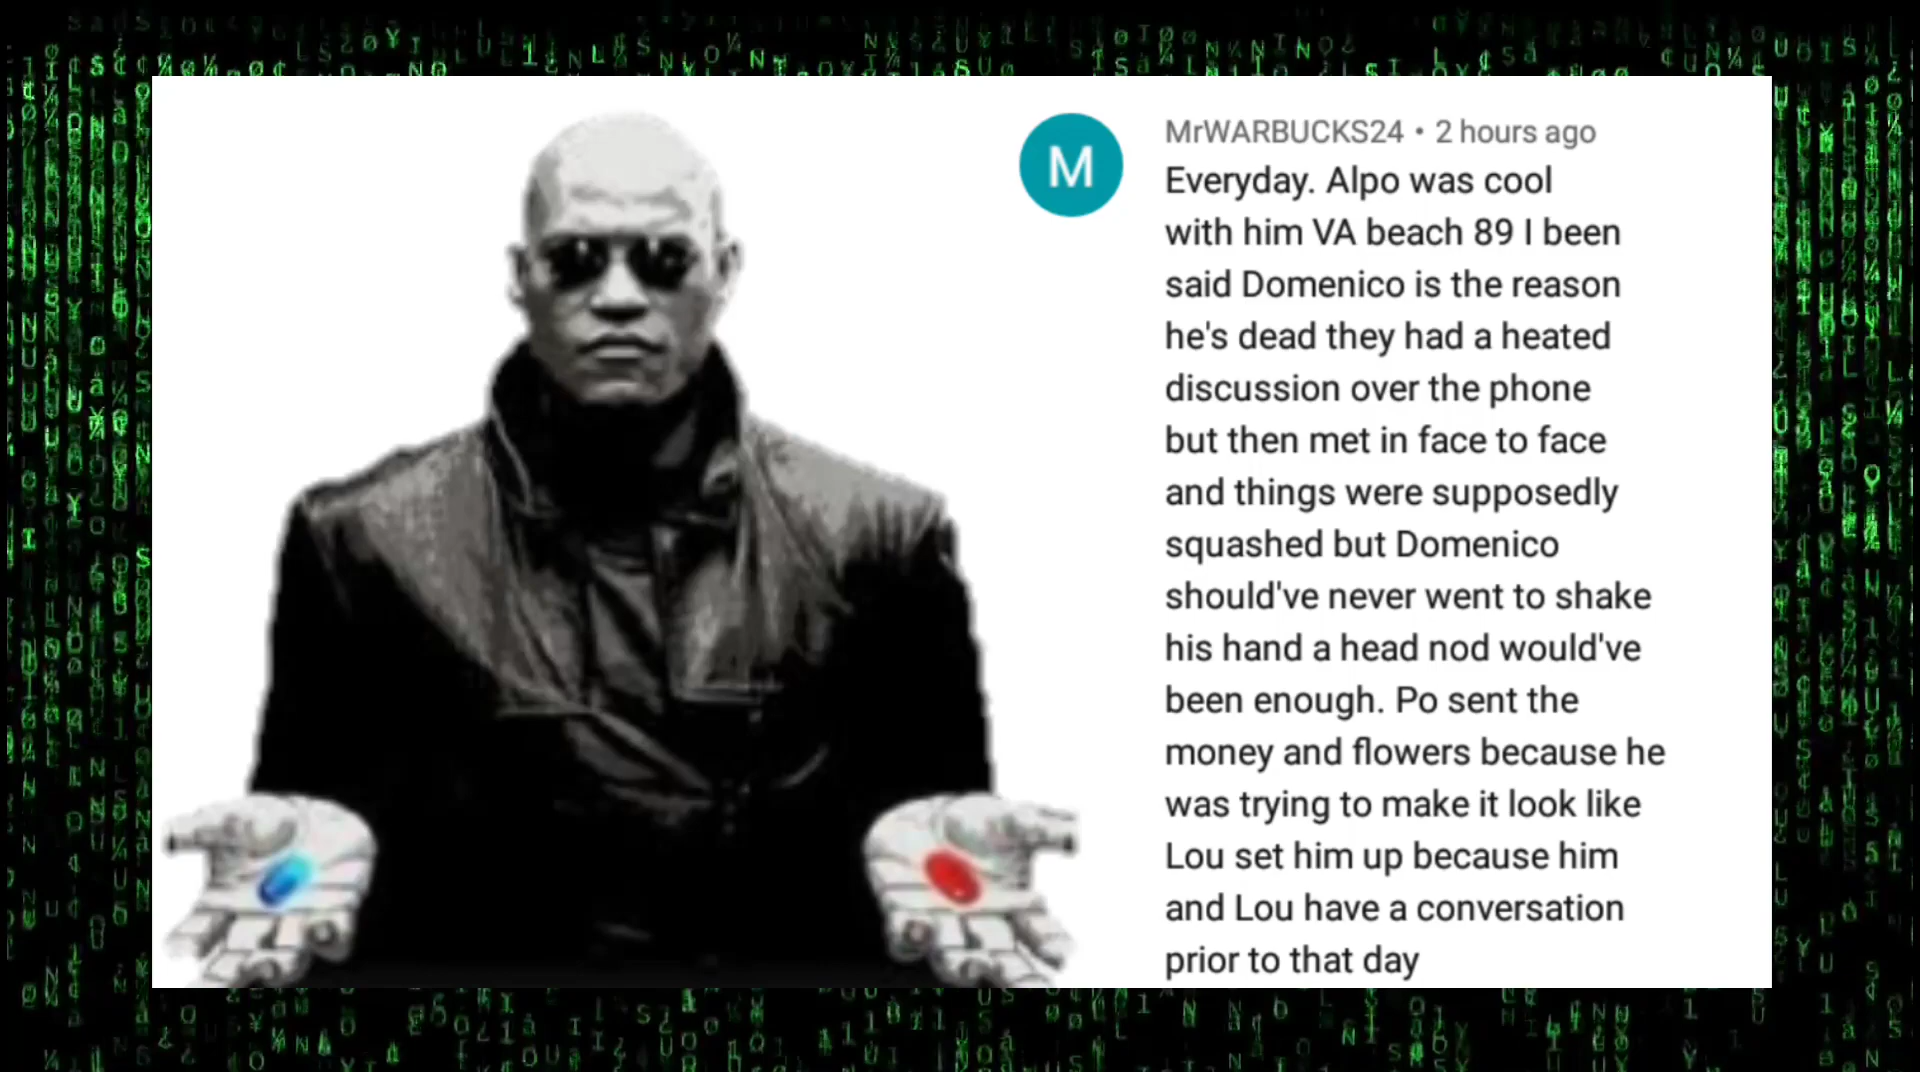 M
MrWARBUCKS24 • 2 hours ago
Everyday. Alpo was cool
with him VA beach 89 I been
said Domenico is the reason
he's dead they had a heated
discussion over the phone
but then met in face to face
and things were supposedly
squashed but Domenico
should've never went to shake
his hand a head nod would've
been enough. Po sent the
money and flowers because he
was trying to make it look like
Lou set him up because him
and Lou have a conversation
prior to that day